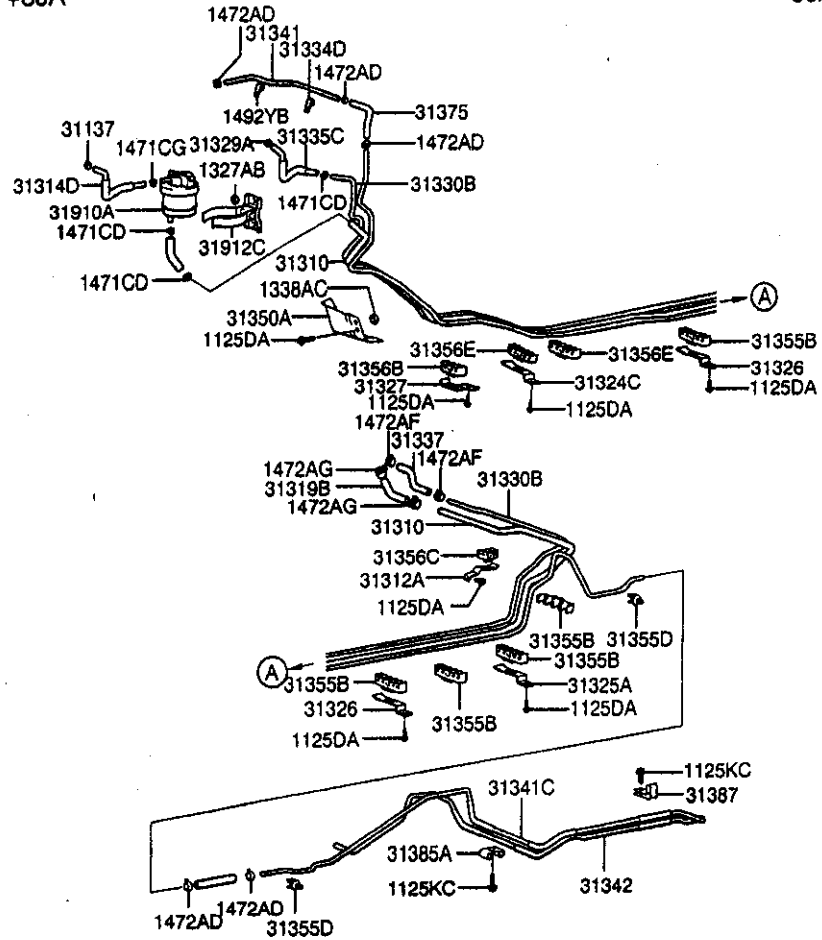 1472AD
31341
31334D
1472AD
1492YB
31375
31137
1471CG
31329A
31335C
1472AD
1327AB
31314D
31330B
31910A
1471CD
1471CD
31912C
31310
1471CD
1338AC
A
31350A
1125DA
31356E
31356E
31355B
31356B
31326
31327
31324C
1125DA
1125DA
1125DA
1472AF
31337
1472AF
1472AG
31330B
31319B
1472AG
31310
31356C
31312A
1125DA
31355B
31355D
31355B
A
31355B
31325A
31326
31355B
1125DA
1125DA
1125KC
31341C
31387
31385A
1125KC
31342
1472AD
1472AD
31355D